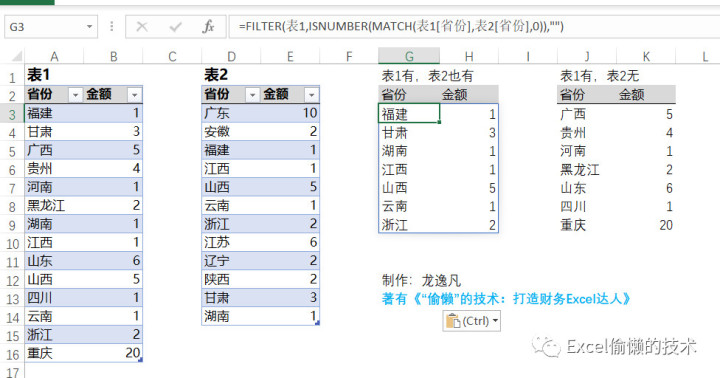 G3
=FILTER(表1,ISNUMBER(MATCH(表1[省份],表2[省份],0)),"")
A B C D E F G H I J K L
1 表1 表2 表1有，表2也有 表1有，表2无
2 省份 金额 省份 金额 省份 金额 省份 金额
3 福建 1 广东 10 福建 1 广西 5
4 甘肃 3 安徽 2 甘肃 3 贵州 4
5 广西 5 福建 1 湖南 1 河南 1
6 贵州 4 江西 1 江西 1 黑龙江 2
7 河南 1 山西 5 山西 5 山东 6
8 黑龙江 2 云南 1 云南 1 四川 1
9 湖南 1 浙江 2 浙江 2 重庆 20
10 江西 1 江苏 6
11 山东 6 辽宁 2
12 山西 5 陕西 2 制作：龙逸凡
13 四川 1 甘肃 3 著有《“偷懒”的技术：打造财务Excel达人》
14 云南 1 湖南 1 (Ctrl)
15 浙江 2
16 重庆 20
17
Excel偷懒的技术